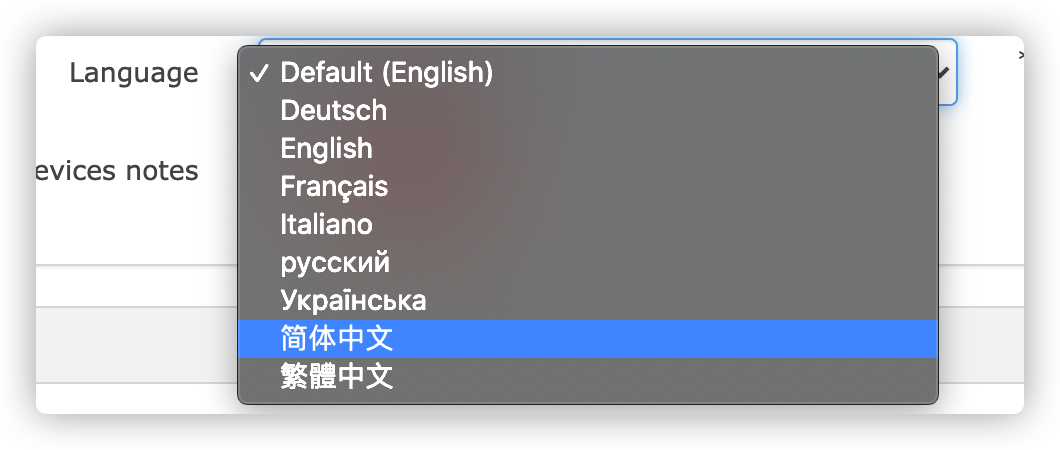 Language
✓ Default (English)
Deutsch
English
evices notes
Français
Italiano
русский
Українська
简体中文
繁體中文